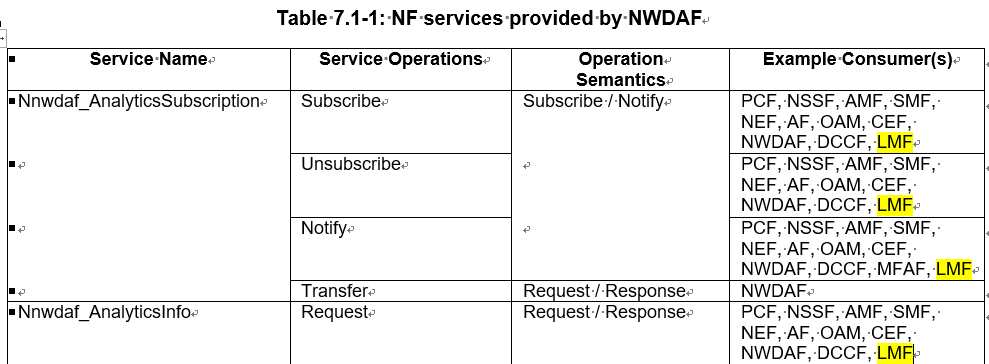 Table 7.1-1: NF services provided by NWDAF
Service Name
Service Operations
Operation
Semantics
Example Consumer(s)
Nnwdaf_AnalyticsSubscription
Subscribe
Subscribe / Notify
PCF, NSSF, AMF, SMF,
NEF, AF, OAM, CEF,
NWDAF, DCCF, LMF
Unsubscribe
PCF, NSSF, AMF, SMF,
NEF, AF, OAM, CEF,
NWDAF, DCCF, LMF
Notify
PCF, NSSF, AMF, SMF,
NEF, AF, OAM, CEF,
NWDAF, DCCF, MFAF, LMF
Transfer
Request / Response
NWDAF
Nnwdaf_AnalyticsInfo
Request
Request / Response
PCF, NSSF, AMF, SMF,
NEF, AF, OAM, CEF,
NWDAF, DCCF, LMF